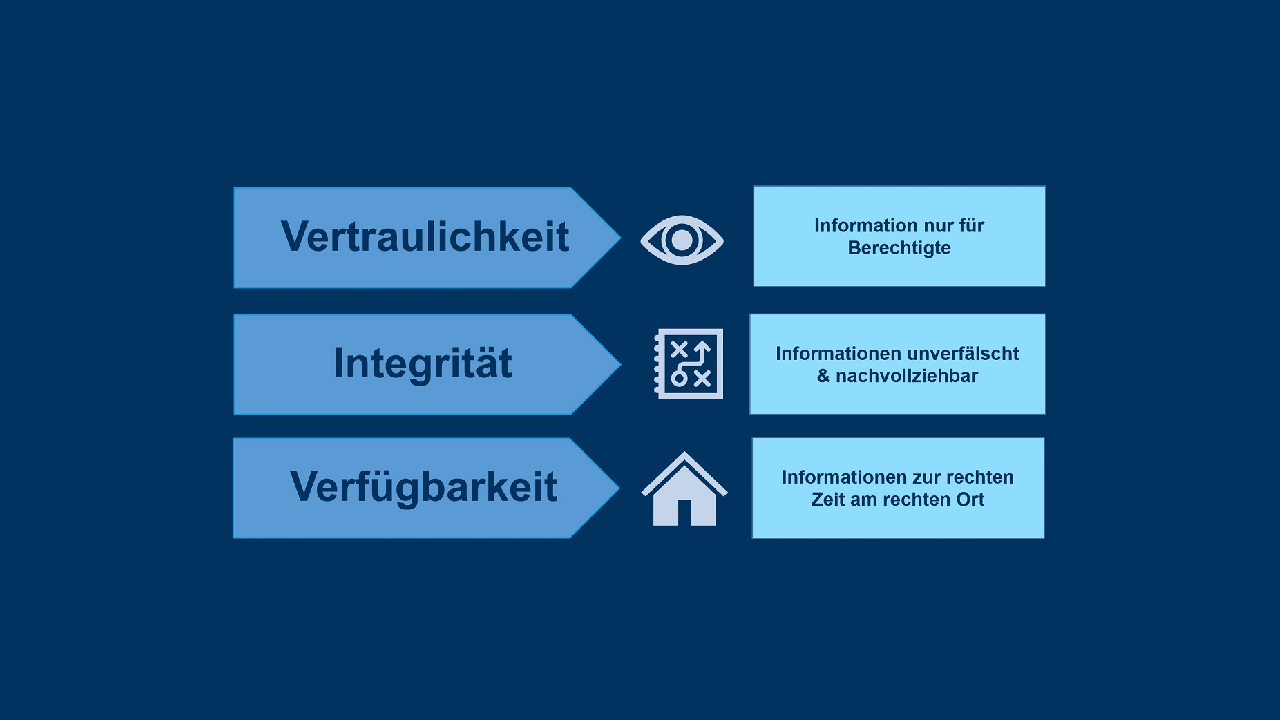 Vertraulichkeit
Information nur für
Berechtigte
Integrität
Informationen unverfälscht
& nachvollziehbar
Verfügbarkeit
Informationen zur rechten
Zeit am rechten Ort